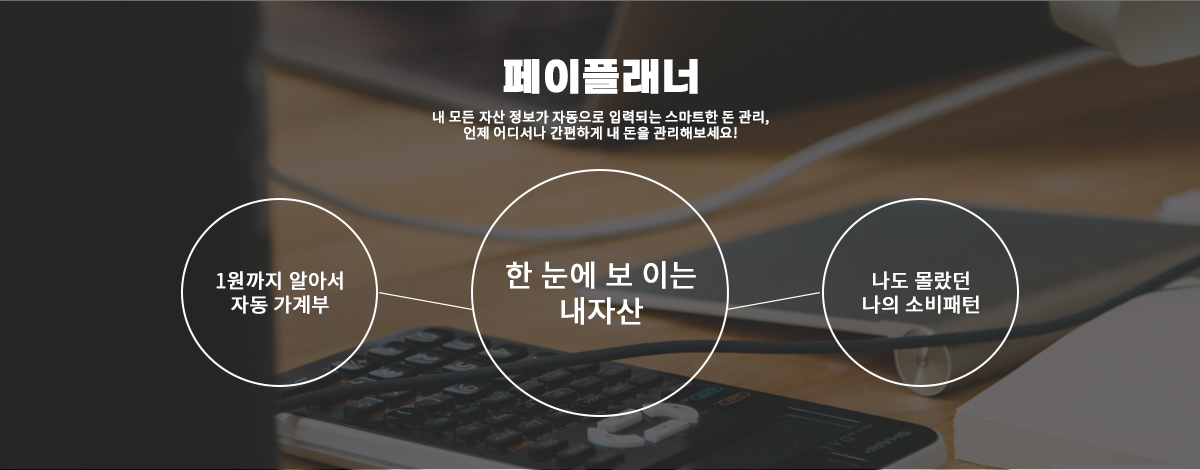 페이플래너
내 모든 자산 정보가 자동으로 입력되는 스마트한 돈 관리,
언제 어디서나 간편하게 내 돈을 관리해보세요!
1원까지 알아서
자동 가계부
한 눈에 보 이는
내자산
나도 몰랐던
나의 소비패턴
SHARP